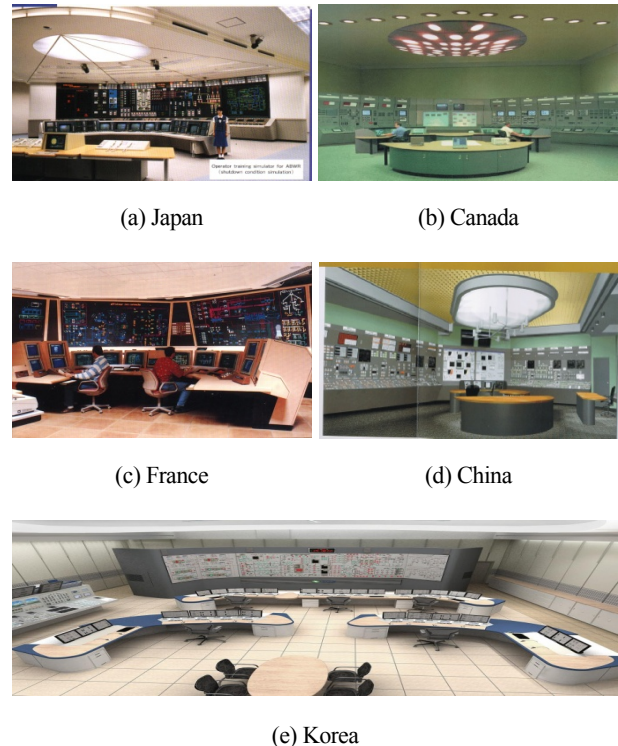 Operator training simulator for ABWR
(shutdown condition simulation)
(a) Japan
(b) Canada
(c) France
(d) China
(e) Korea